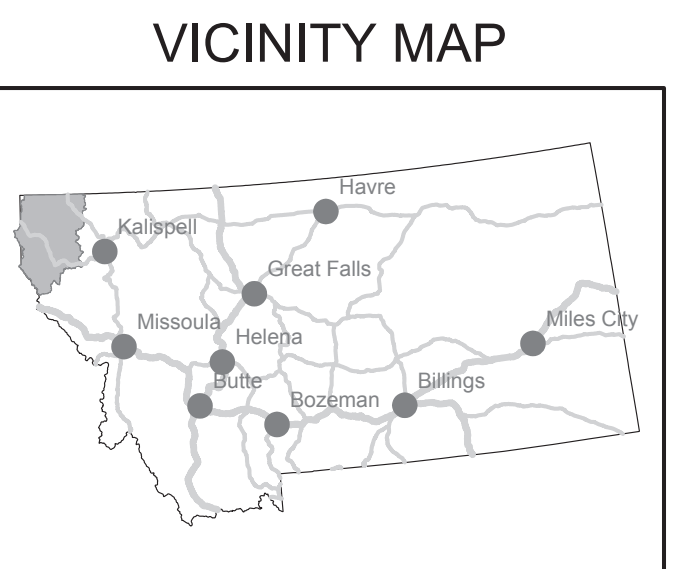 VICINITY MAP
Havre
Kalispell
Great Falls
Missoula
Helena
Miles City
Butte
Billings
Bozeman